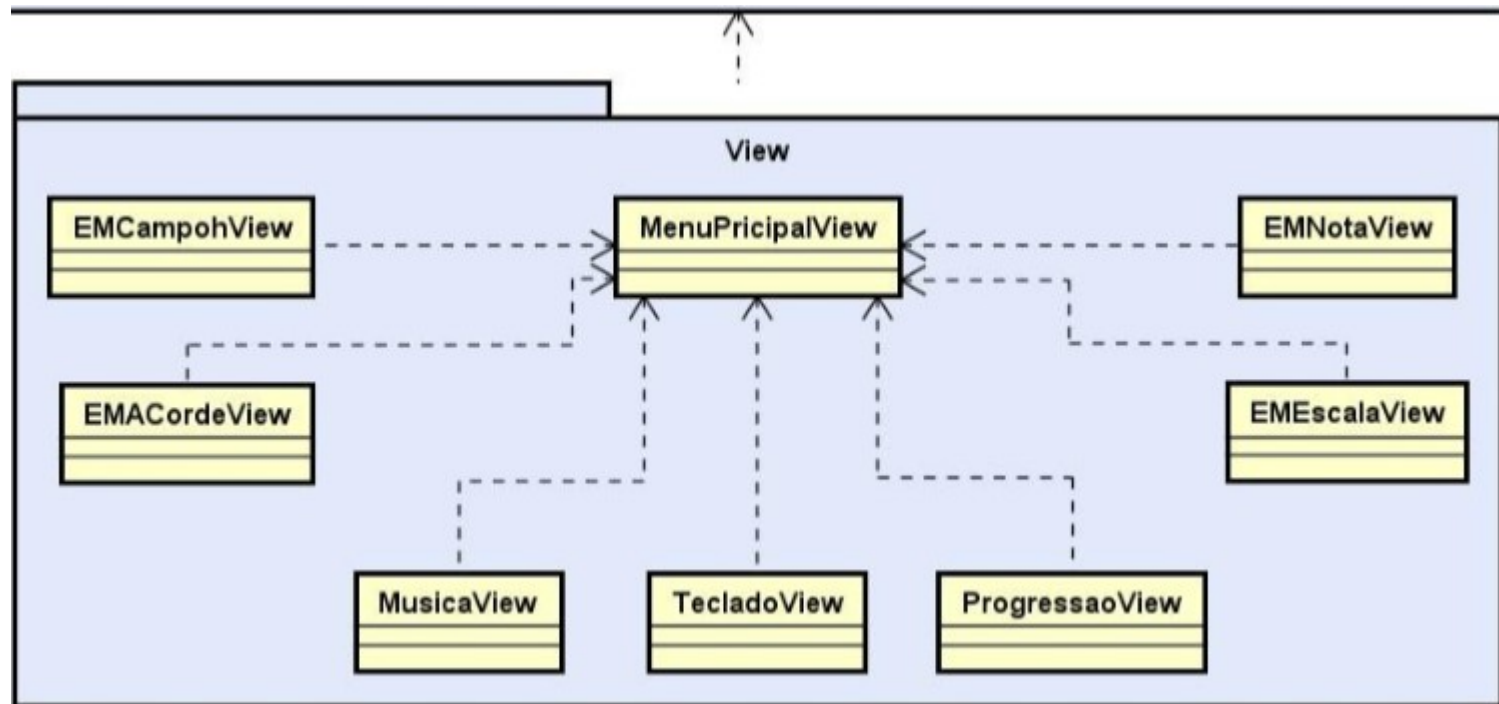 View
EMCampohView
MenuPricipalView
EMNotaView
EMACordeView
EMEscalaView
MusicaView
TecladoView
ProgressaoView